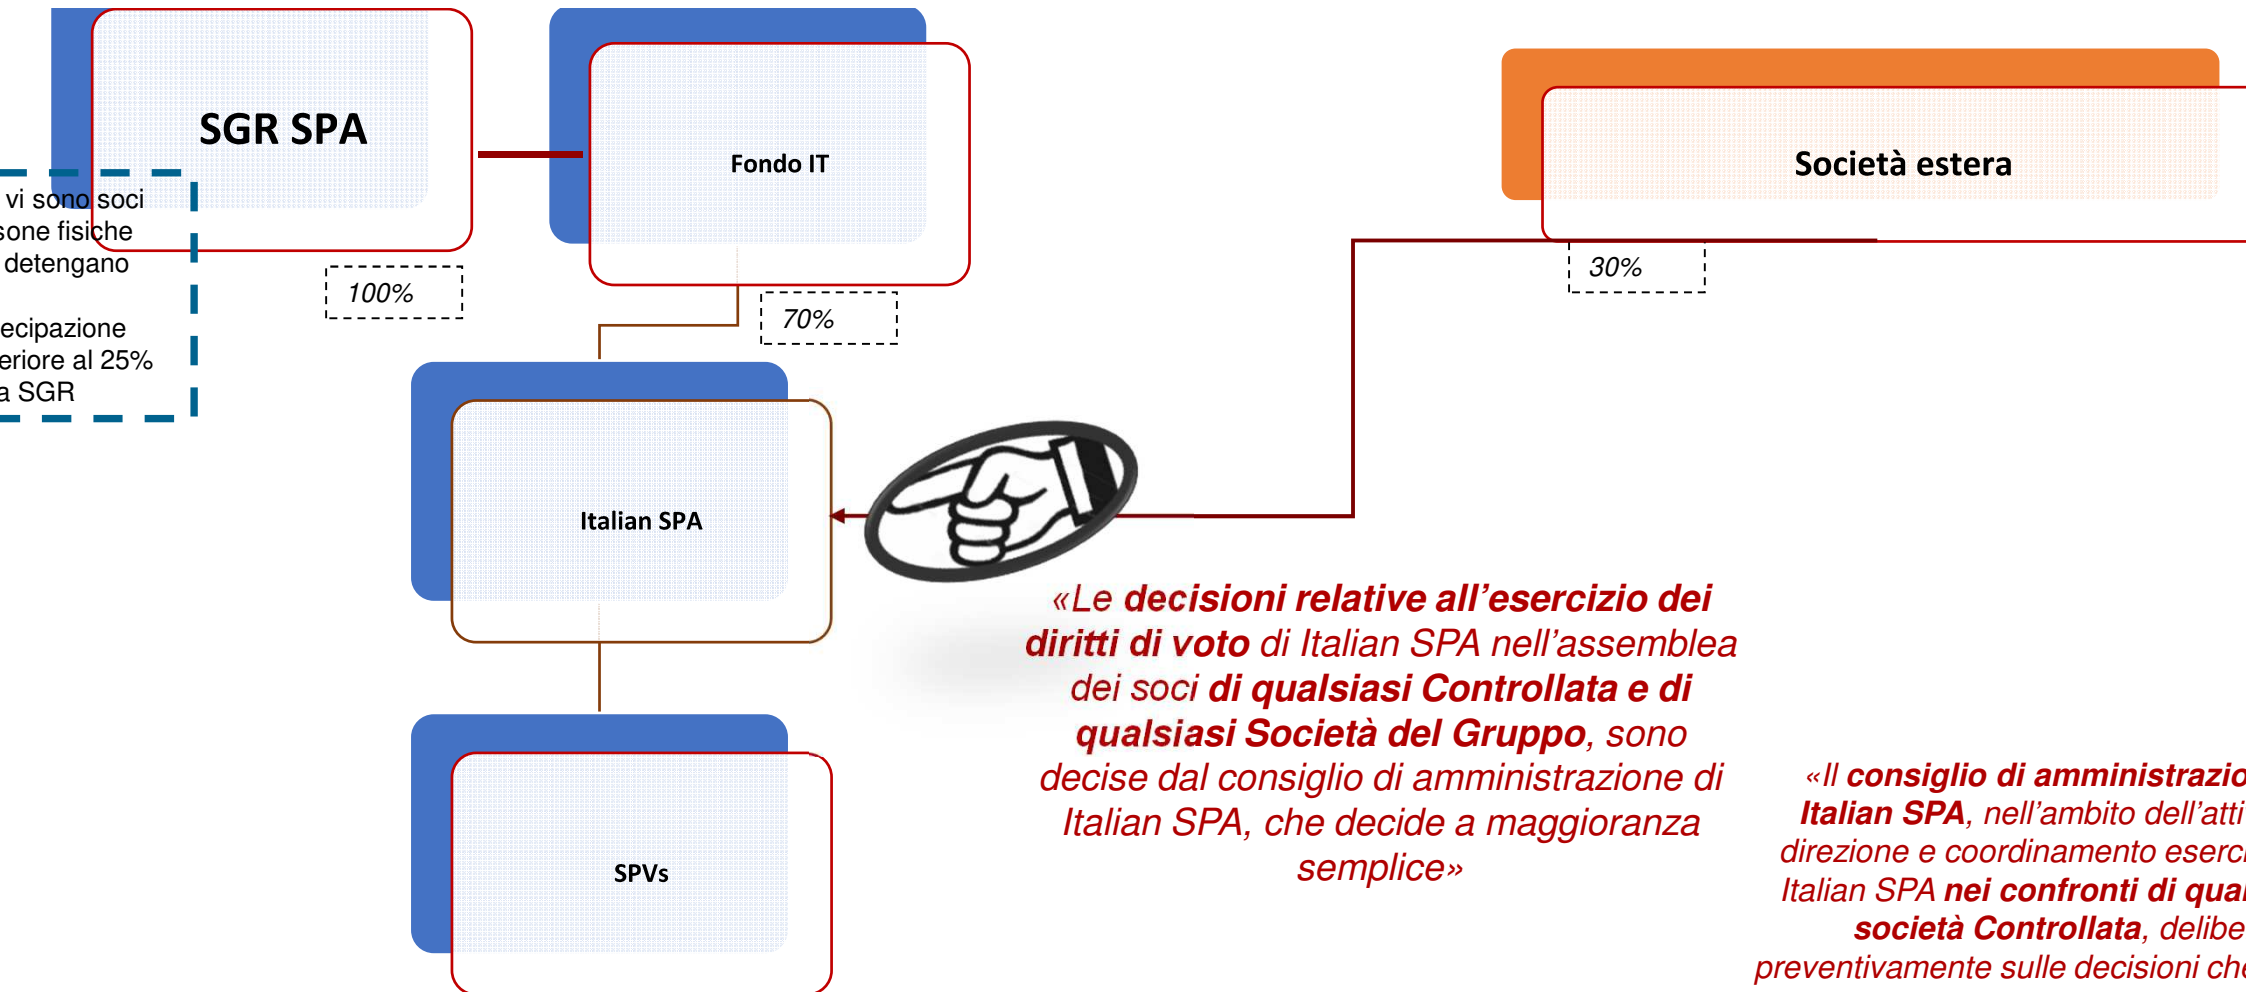 SGR SPA
Fondo IT
Società estera
vi sono soci
sone fisiche
detengano
ecipazione
eriore al 25%
a SGR
100%
70%
30%
Italian SPA
«Le decisioni relative all'esercizio dei
diritti di voto di Italian SPA nell'assemblea
dei soci di qualsiasi Controllata e di
qualsiasi Società del Gruppo, sono
decise dal consiglio di amministrazione di
Italian SPA, che decide a maggioranza
semplice»
SPVs
«Il consiglio di amministrazio
Italian SPA, nell'ambito dell'atti
direzione e coordinamento eserci
Italian SPA nei confronti di qual
società Controllata, delibe
preventivamente sulle decisioni che